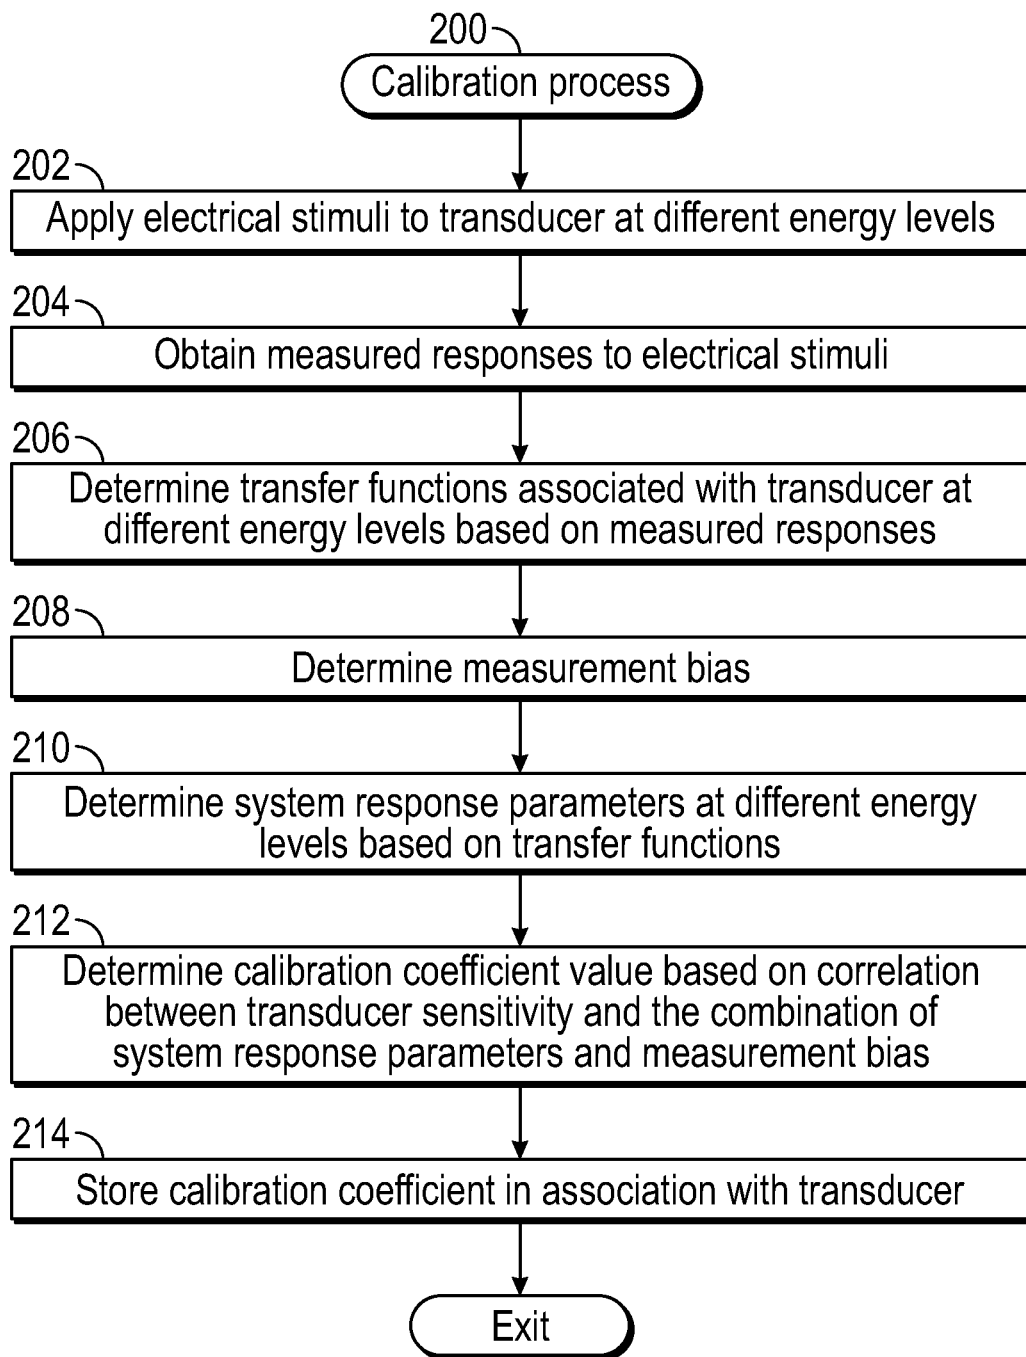 200
Calibration process
202
Apply electrical stimuli to transducer at different energy levels
204
Obtain measured responses to electrical stimuli
206
Determine transfer functions associated with transducer at
different energy levels based on measured responses
208
Determine measurement bias
210
Determine system response parameters at different energy
levels based on transfer functions
212
Determine calibration coefficient value based on correlation
between transducer sensitivity and the combination of
system response parameters and measurement bias
214
Store calibration coefficient in association with transducer
Exit